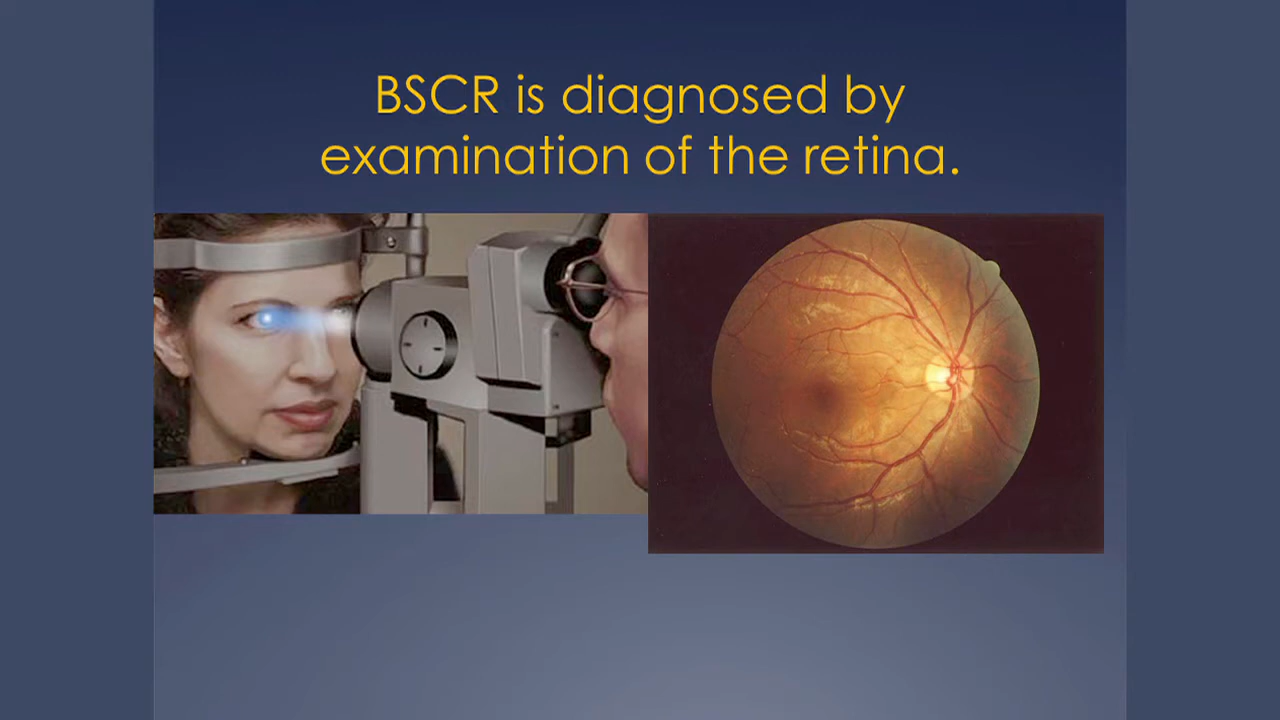 BSCR is diagnosed by
examination of the retina.